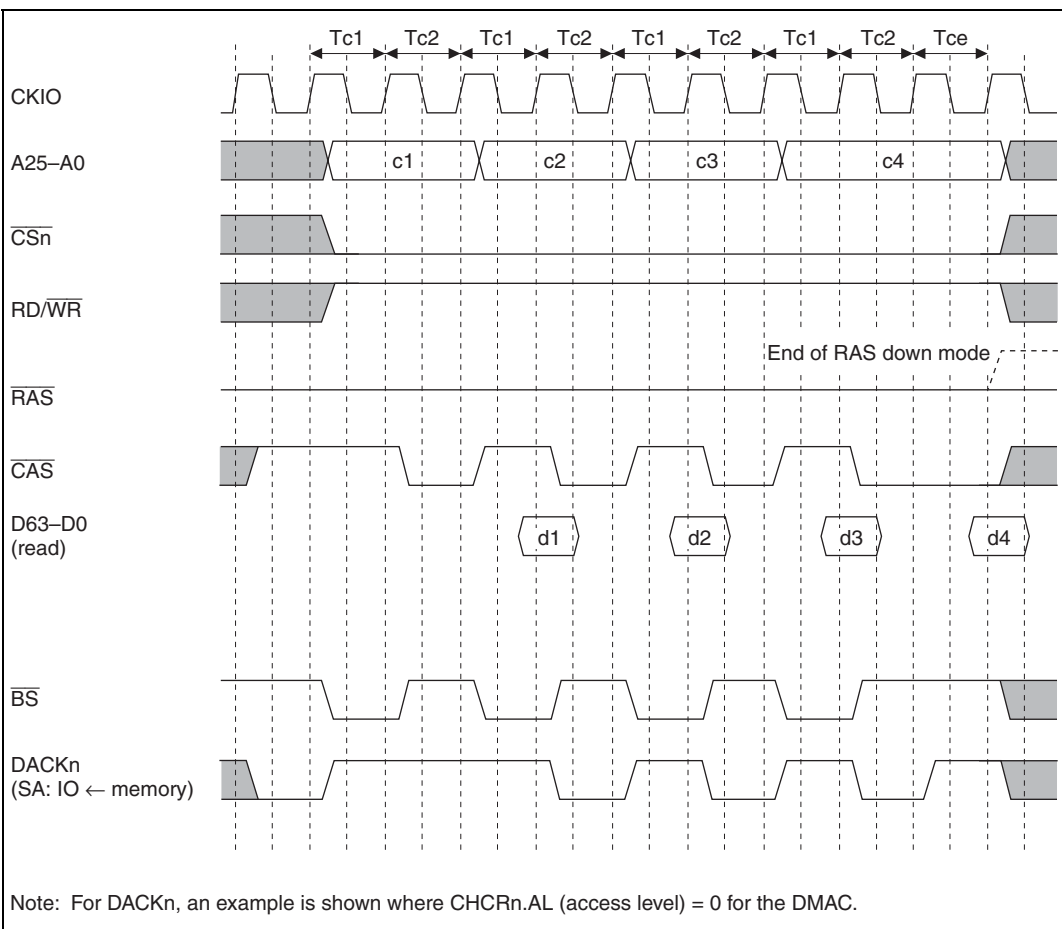 Tc1 Tc2 Tc1 Tc2 Tc1 Tc2 Tc1 Tc2 Tce
CKIO
A25–A0 c1 c2 c3 c4
CSn
RD/WR
End of RAS down mode
RAS
CAS
D63–D0
(read) d1 d2 d3 d4
BS
DACKn
(SA: IO ← memory)
Note: For DACKn, an example is shown where CHCRn.AL (access level) = 0 for the DMAC.